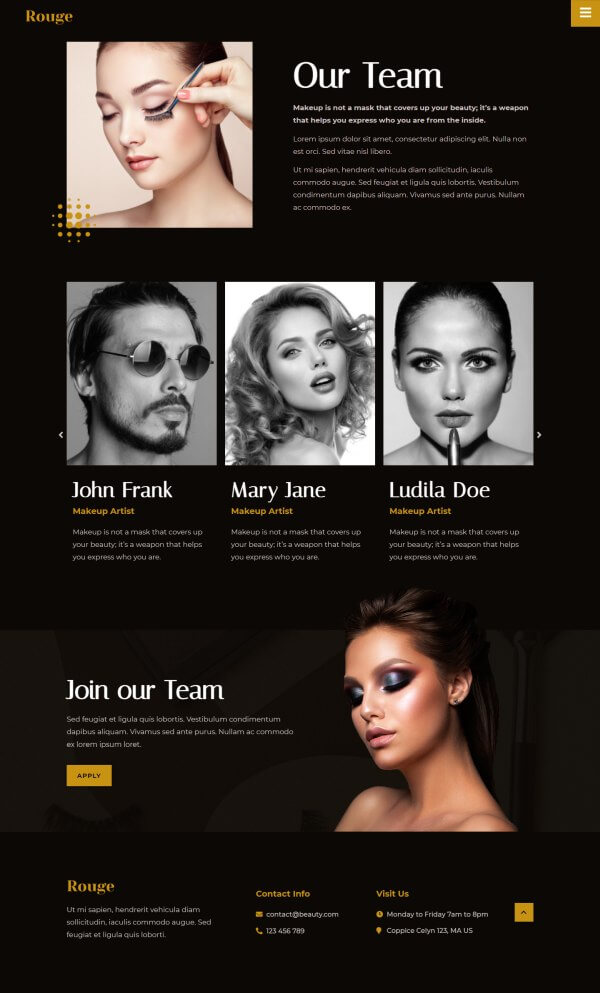 Rouge
Our Team
Makeup is not a mask that covers up your beauty; it's a weapon
that helps you express who you are from the inside.
Lorem ipsum dolor sit amet, consectetur adipiscing elit. Nulla non
est orci. Sed vitae nisl libero.
Ut mi sapien, hendrerit vehicula diam sollicitudin, iaculis
commodo augue. Sed feugiat et ligula quis lobortis. Vestibulum
condimentum dapibus aliquam. Vivamus sed ante purus. Nullam
ac commodo ex.
John Frank
Makeup Artist
Makeup is not a mask that covers up
your beauty; it's a weapon that helps
you express who you are.
Mary Jane
Makeup Artist
Makeup is not a mask that covers up
your beauty; it's a weapon that helps
you express who you are.
Ludila Doe
Makeup Artist
Makeup is not a mask that covers up
your beauty; it's a weapon that helps
you express who you are.
Join our Team
Sed feugiat et ligula quis lobortis. Vestibulum condimentum
dapibus aliquam. Vivamus sed ante purus. Nullam ac commodo
ex lorem ipsum loret.
APPLY
Rouge
Ut mi sapien, hendrerit vehicula diam
sollicitudin, iaculis commodo augue. Sed
feugiat et ligula quis loborti.
Contact Info
contact@beauty.com
123 456 789
Visit Us
Monday to Friday 7am to 8pm
Coppice Celyn 123, MA US